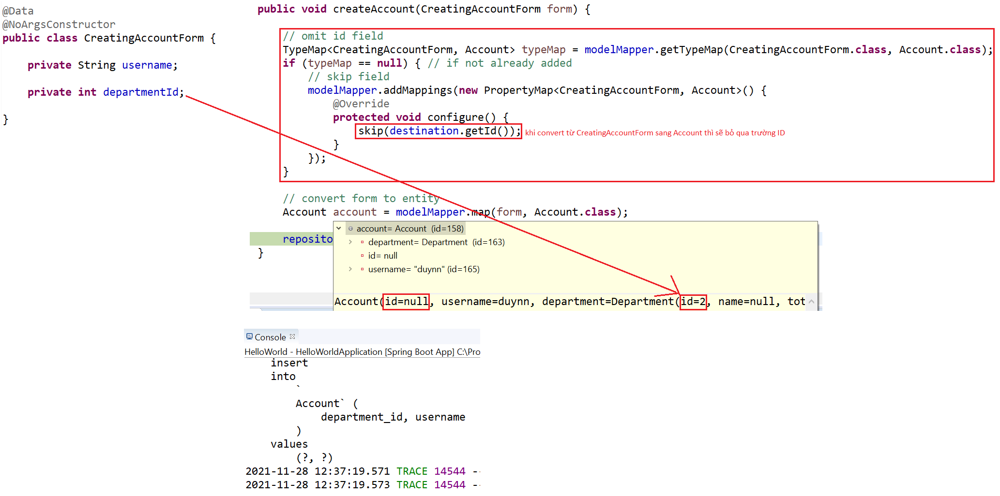 @Data
@NoArgsConstructor
public class CreatingAccountForm {
private String username;
private int departmentId;
}
public void createAccount(CreatingAccountForm form) {
// omit id field
TypeMap<CreatingAccountForm, Account> typeMap = modelMapper.getTypeMap(CreatingAccountForm.class, Account.class);
if (typeMap == null) { // if not already added
// skip field
modelMapper.addMappings(new PropertyMap<CreatingAccountForm, Account>() {
@Override
protected void configure() {
skip(destination.getId()); khi convert từ CreatingAccountForm sang Account thì sẽ bỏ qua trường ID
}
});
}
// convert form to entity
Account account = modelMapper.map(form, Account.class);
reposito
}
account= Account (id=158)
department= Department (id=163)
id= null
username= "duynn" (id=165)
Account(id=null, username=duynn, department=Department(id=2, name=null, tot
Console
HelloWorld - HelloWorldApplication [Spring Boot App] C:\Pro
insert
into
`
Account` (
department_id, username
)
values
(?, ?)
2021-11-28 12:37:19.571 TRACE 14544 --
2021-11-28 12:37:19.573 TRACE 14544 --